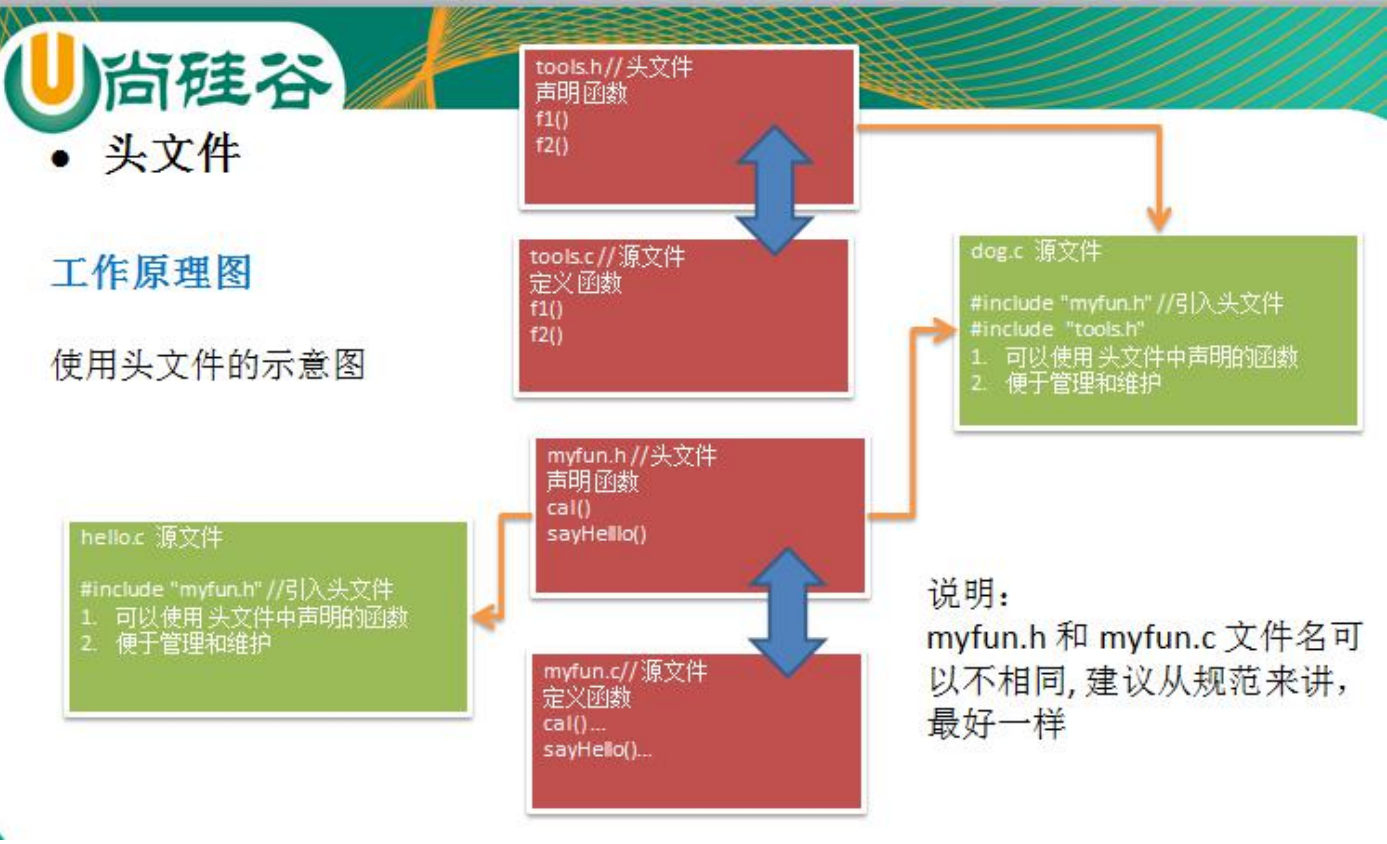 尚硅谷
● 头文件
工作原理图
使用头文件的示意图
tools.h//头文件
声明函数
f1()
f2()
tools.c//源文件
定义函数
f1()
f2()
dog.c 源文件
#include "myfun.h" //引入头文件
#include "tools.h"
1. 可以使用头文件中声明的函数
2. 便于管理和维护
myfun.h //头文件
声明函数
cal()
sayHelllo()
hello.c 源文件
#include "myfun.h" //引入头文件
1. 可以使用头文件中声明的函数
2. 便于管理和维护
myfun.c//源文件
定义函数
cal()...
sayHello()...
说明：
myfun.h 和 myfun.c 文件名可
以不相同, 建议从规范来讲，
最好一样